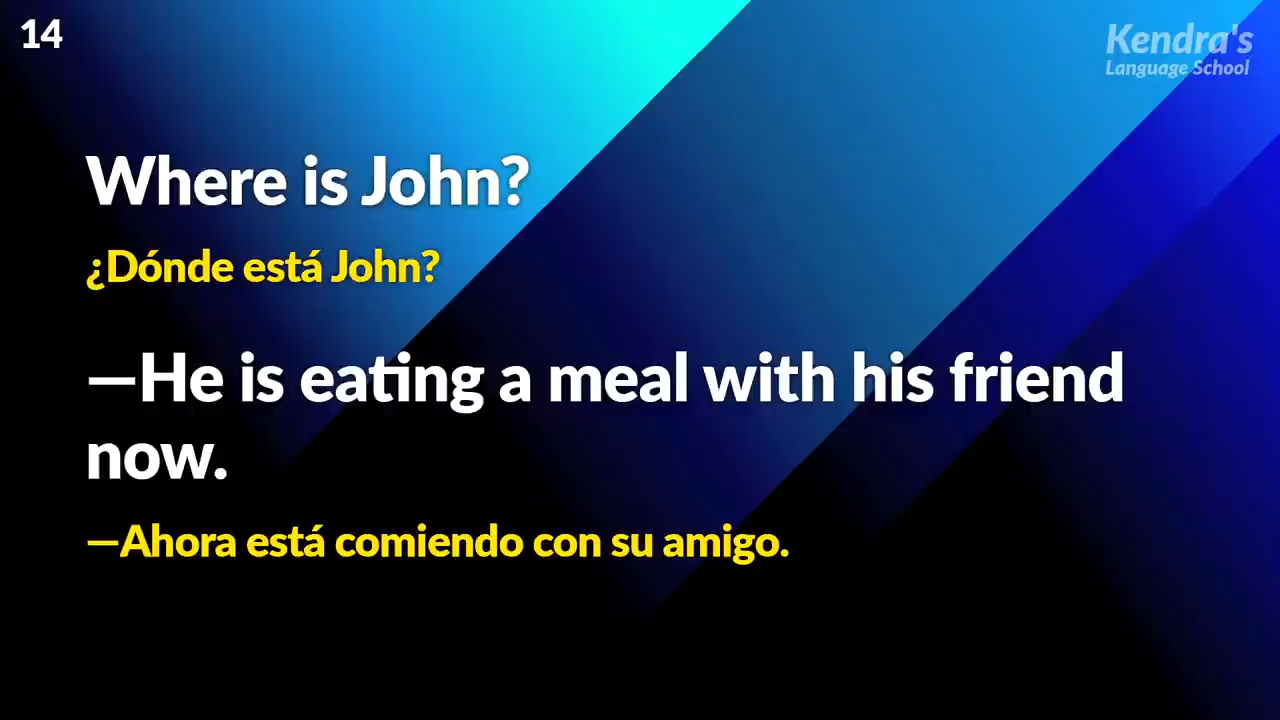 14
Kendra's
Language School
Where is John?
¿Dónde está John?
—He is eating a meal with his friend
now.
—Ahora está comiendo con su amigo.